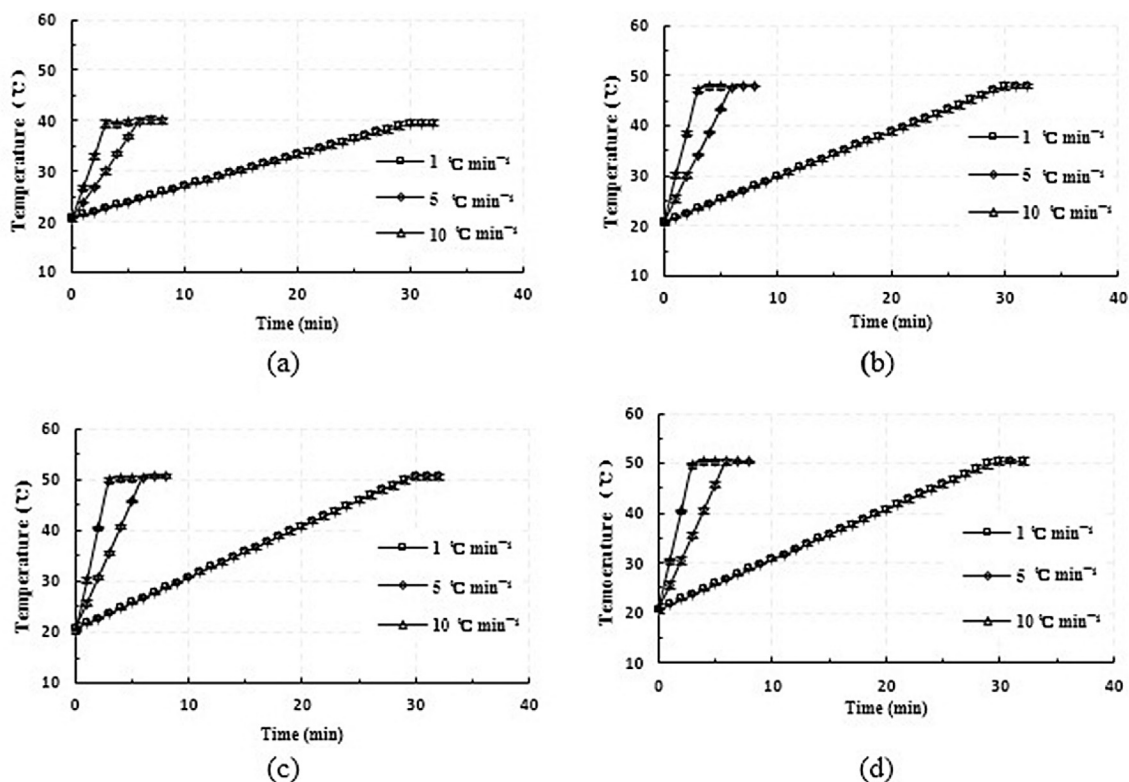 60
50
40
30
20
10
Temperature (℃)
0 10 20 30 40
Time (min)
1 ℃ min⁻¹
5 ℃ min⁻¹
10 ℃ min⁻¹
(a)
60
50
40
30
20
10
Temperature (℃)
0 10 20 30 40
Time (min)
1 ℃ min⁻¹
5 ℃ min⁻¹
10 ℃ min⁻¹
(b)
60
50
40
30
20
10
Temperature (℃)
0 10 20 30 40
Time (min)
1 ℃ min⁻¹
5 ℃ min⁻¹
10 ℃ min⁻¹
(c)
60
50
40
30
20
10
Temocrature (℃)
0 10 20 30 40
Time (min)
1 ℃ min⁻¹
5 ℃ min⁻¹
10 ℃ min⁻¹
(d)